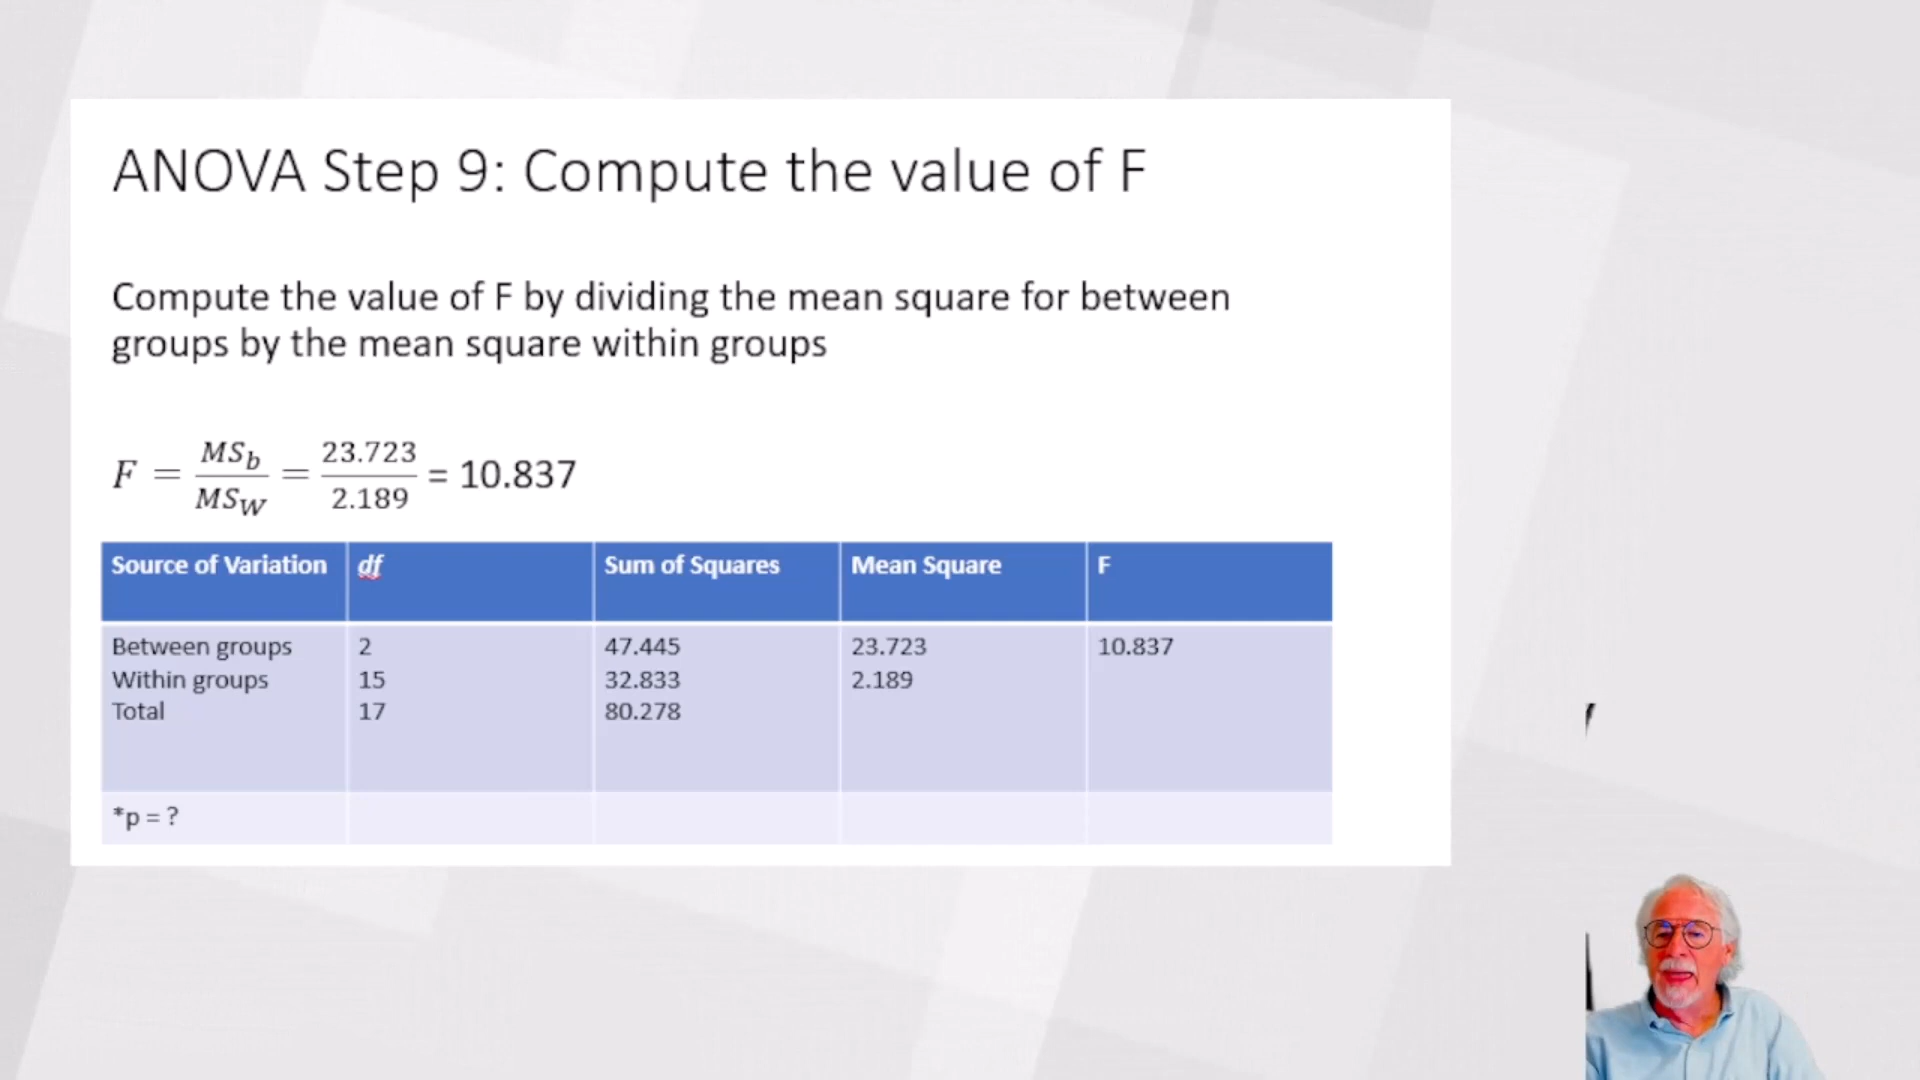 ANOVA Step 9: Compute the value of F
Compute the value of F by dividing the mean square for between
groups by the mean square within groups
F = MSb/MSW = 23.723/2.189 = 10.837
Source of Variation df Sum of Squares Mean Square F
Between groups 2 47.445 23.723 10.837
Within groups 15 32.833 2.189
Total 17 80.278
*p = ?